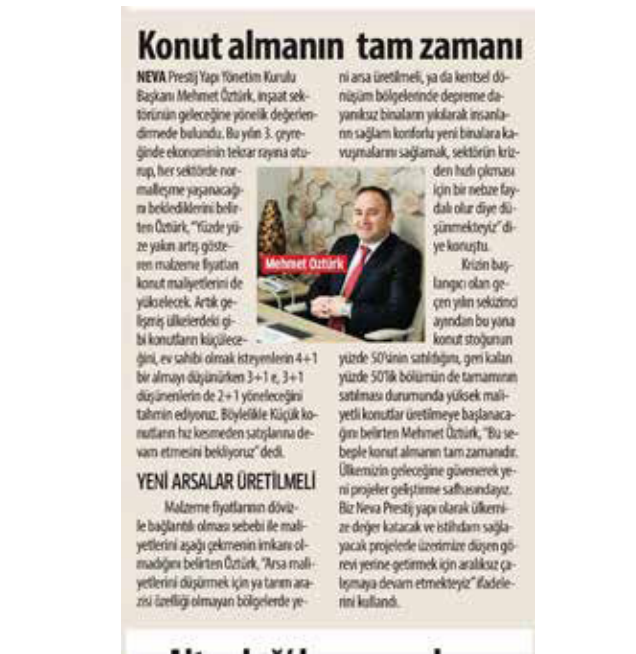 Konut almanın tam zamanı
NEVA Prestij Yapı Yönetim Kurulu
Başkanı Mehmet Öztürk, inşaat sek-
törünün geleceğine yönelik değerlen-
dirmede bulundu. Bu yılın 3. çeyre-
ğinde ekonominin tekrar rayına otu-
rup, her sektörde nor-
malleşme yaşanacağı-
nı beklediklerini belir-
ten Öztürk, "Yüzde yü-
ze yakın artış göste-
ren malzeme fiyatları
konut maliyetlerini de
yükselecek. Artık ge-
lişmiş ülkelerdeki gi-
bi konutların küçülece-
ğini, ev sahibi olmak isteyenlerin 4+1
bir almayı düşünürken 3+1 e, 3+1
düşünenlerin de 2+1 yöneleceğini
tahmin ediyoruz. Böylelikle Küçük ko-
nutların hız kesmeden satışlarına de-
vam etmesini bekliyoruz" dedi.
YENİ ARSALAR ÜRETİLMELİ
Malzeme fiyatlarının döviz-
le bağlantılı olması sebebi ile mali-
yetlerini aşağı çekmenin imkanı ol-
madığını belirten Öztürk, "Arsa mali-
yetlerini düşürmek için ya tarım ara-
zisi özelliği olmayan bölgelerde ye-
ni arsa üretilmeli, ya da kentsel dö-
nüşüm bölgelerinde depreme da-
yanıksız binaların yıkılarak insanla-
rın sağlam konforlu yeni binalara ka-
vuşmalarını sağlamak, sektörün kriz-
den hızlı çıkması
için bir nebze fay-
dalı olur diye dü-
şünmekteyiz" di-
ye konuştu.
Krizin baş-
langıcı olan ge-
çen yılın sekizinci
ayından bu yana
konut stoğunun
yüzde 50'sinin satıldığını, geri kalan
yüzde 50'lik bölümün de tamamının
satılması durumunda yüksek mali-
yetli konutlar üretilmeye başlanaca-
ğını belirten Mehmet Öztürk, "Bu se-
beple konut almanın tam zamanıdır.
Ülkemizin geleceğine güvenerek ye-
ni projeler geliştirme safhasındayız.
Biz Neva Prestij yapı olarak ülkemi-
ze değer katacak ve istihdam sağla-
yacak projelerle üzerimize düşen gö-
revi yerine getirmek için aralıksız ça-
lışmaya devam etmekteyiz" ifadele-
rini kullandı.
Mehmet Öztürk